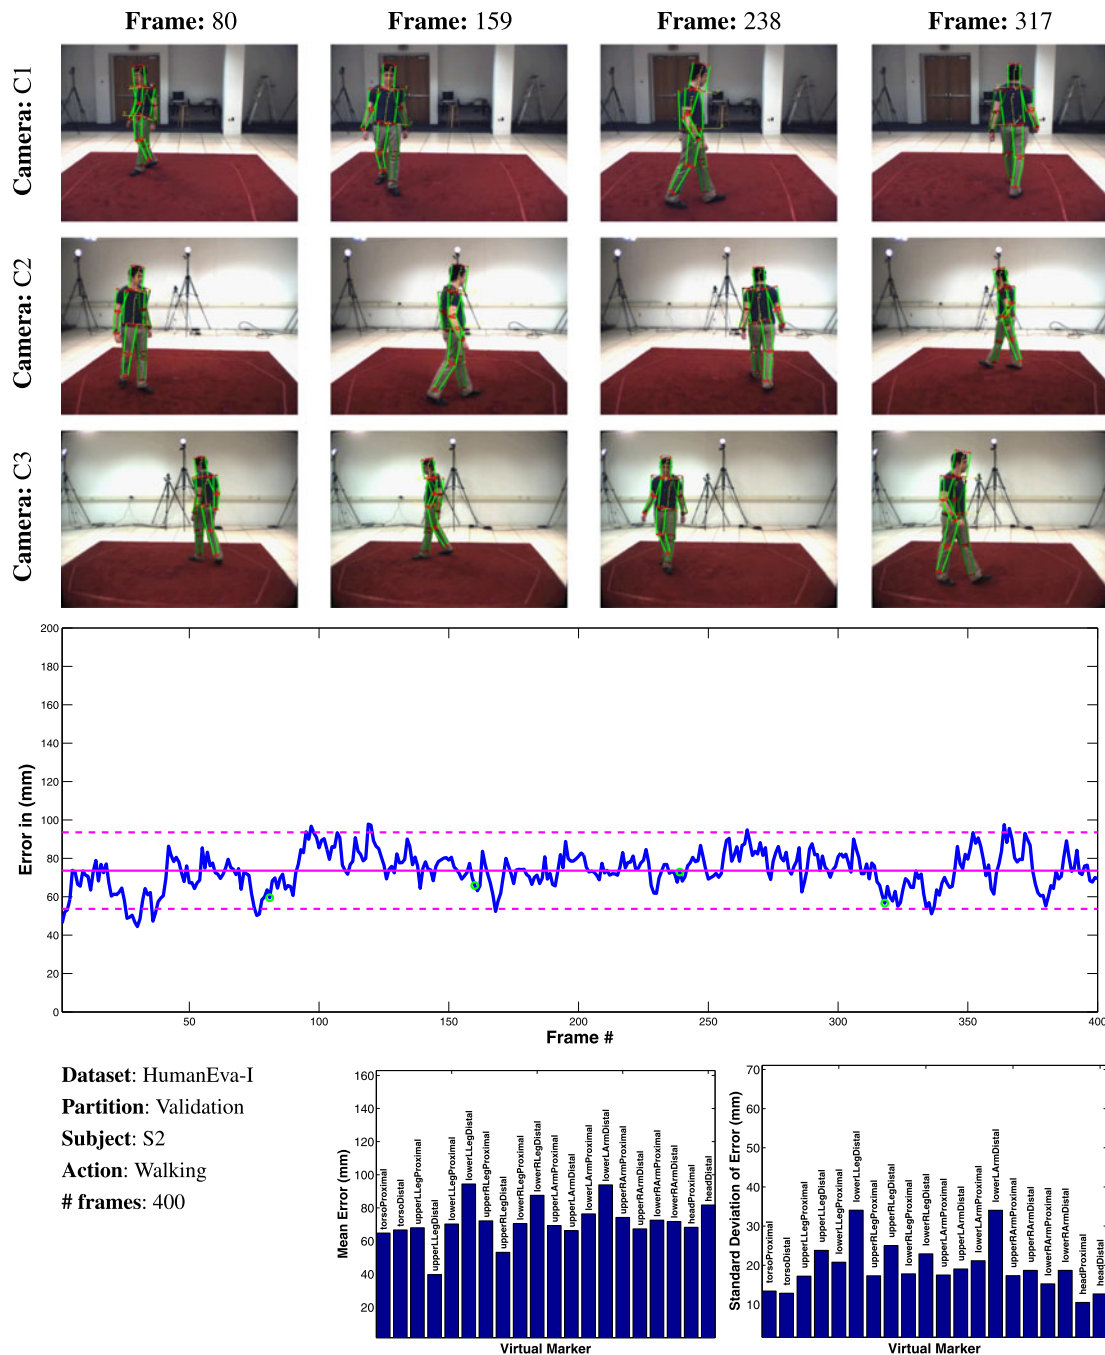 Frame: 80
Frame: 159
Frame: 238
Frame: 317
Camera: C1
Camera: C2
Camera: C3
Error in (mm)
200
180
160
140
120
100
80
60
40
20
0
50
100
150
200
250
300
350
400
Frame #
Dataset: HumanEva-I
Partition: Validation
Subject: S2
Action: Walking
# frames: 400
Mean Error (mm)
160
140
120
100
80
60
40
20
torsoProximal
torsoDistal
upperLLegProximal
upperLLegDistal
lowerLLegProximal
lowerLLegDistal
upperRLegProximal
upperRLegDistal
lowerRLegProximal
lowerRLegDistal
upperLArmProximal
upperLArmDistal
lowerLArmProximal
lowerLArmDistal
upperRArmProximal
upperRArmDistal
lowerRArmProximal
lowerRArmDistal
headProximal
headDistal
Virtual Marker
Standard Deviation of Error (mm)
70
60
50
40
30
20
10
torsoProximal
torsoDistal
upperLLegProximal
upperLLegDistal
lowerLLegProximal
lowerLLegDistal
upperRLegProximal
upperRLegDistal
lowerRLegProximal
lowerRLegDistal
upperLArmProximal
upperLArmDistal
lowerLArmProximal
lowerLArmDistal
upperRArmProximal
upperRArmDistal
lowerRArmProximal
lowerRArmDistal
headProximal
headDistal
Virtual Marker